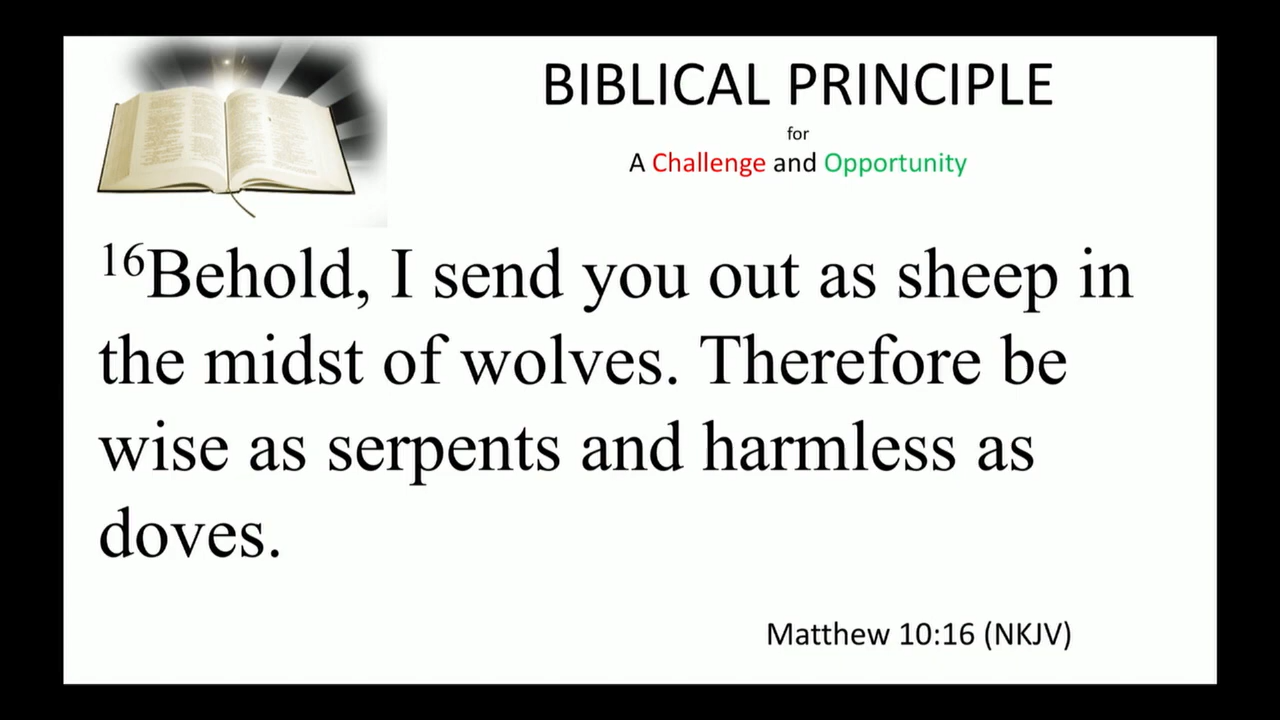 BIBLICAL PRINCIPLE
for
A Challenge and Opportunity
16Behold, I send you out as sheep in
the midst of wolves. Therefore be
wise as serpents and harmless as
doves.
Matthew 10:16 (NKJV)